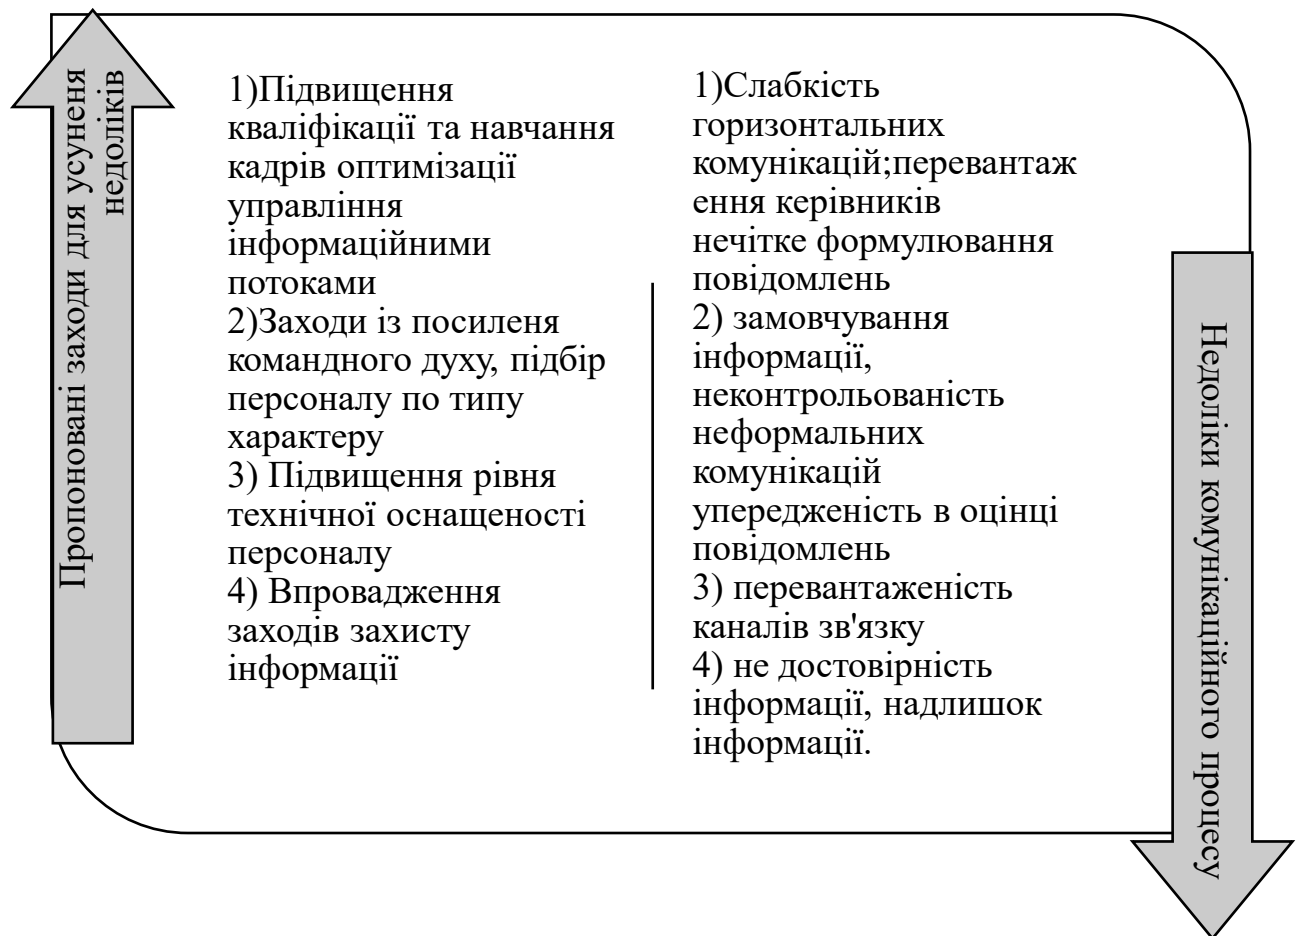 Пропоновані заходи для усунення
недоліків
1)Підвищення
кваліфікації та навчання
кадрів оптимізації
управління
інформаційними
потоками
2)Заходи із посиленя
командного духу, підбір
персоналу по типу
характеру
3) Підвищення рівня
технічної оснащеності
персоналу
4) Впровадження
заходів захисту
інформації
1)Слабкість
горизонтальних
комунікацій;перевантаж
ення керівників
нечітке формулювання
повідомлень
2) замовчування
інформації,
неконтрольованість
неформальних
комунікацій
упередженість в оцінці
повідомлень
3) перевантаженість
каналів зв'язку
4) не достовірність
інформації, надлишок
інформації.
Недоліки комунікаційного процесу